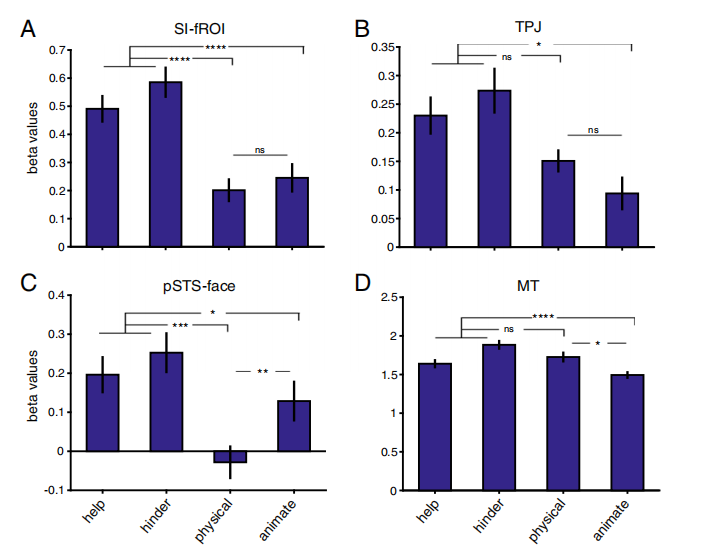 A
SI-fROI
0.7
0.6
0.5
0.4
0.3
0.2
0.1
0
beta values
****
****
ns
B
TPJ
0.35
0.3
0.25
0.2
0.15
0.1
0.05
0
*
ns
ns
C
pSTS-face
0.4
0.3
0.2
0.1
0
-0.1
beta values
*
***
**
help
hinder
physical
animate
D
MT
2.5
2
1.5
1
0.5
0
****
ns
*
help
hinder
physical
animate